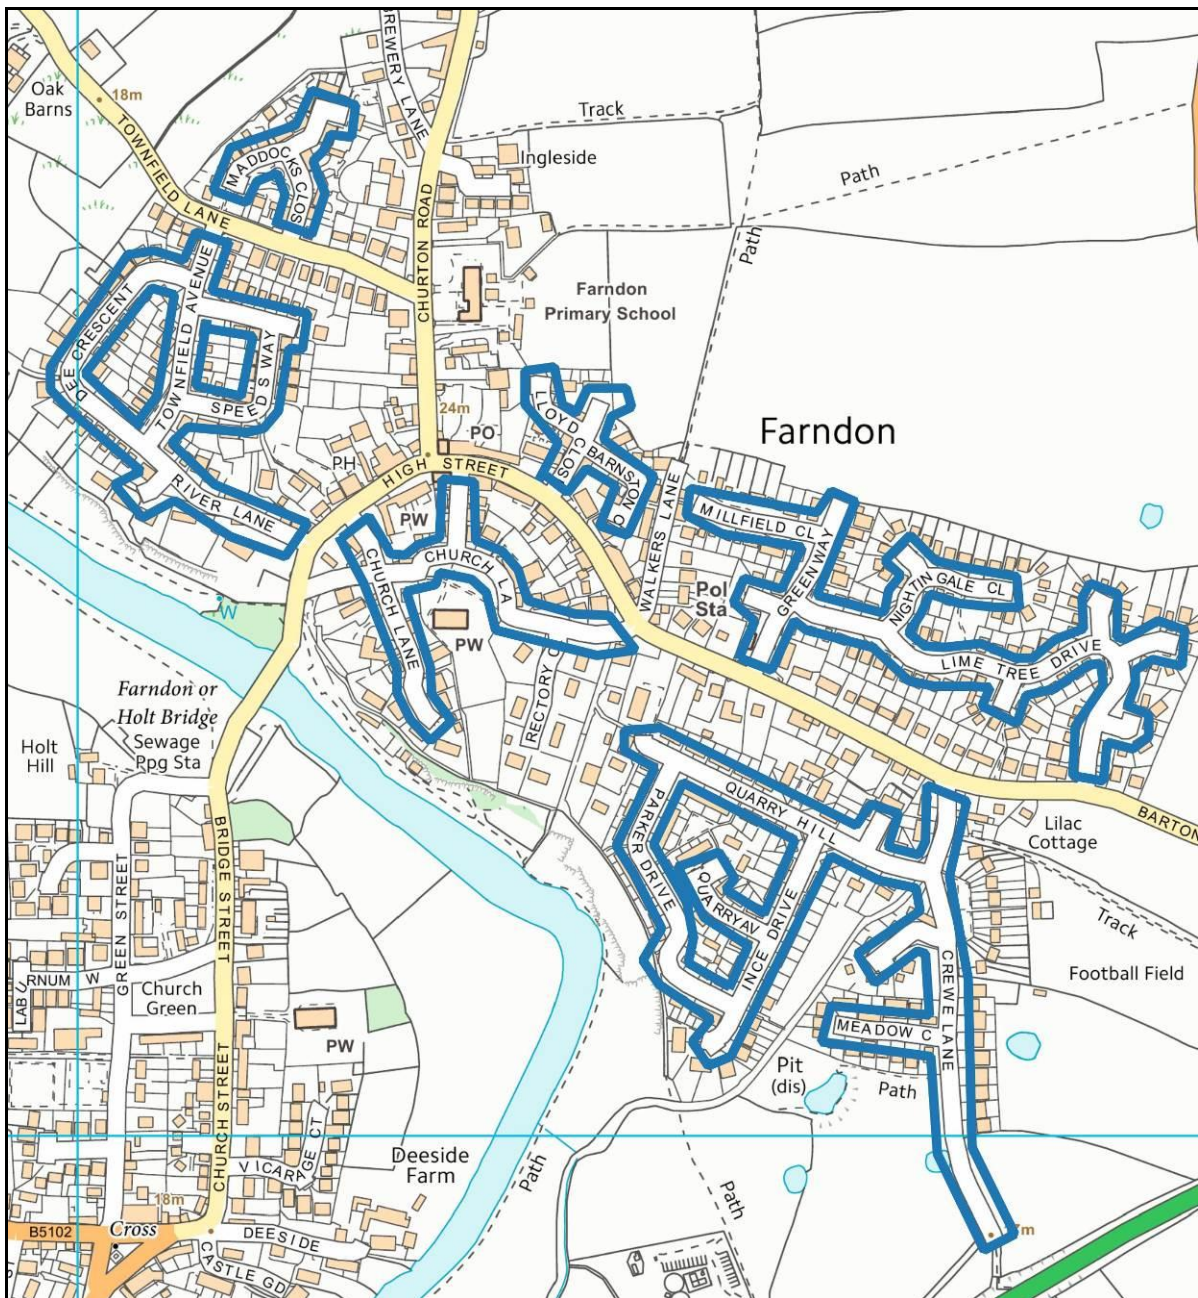 Oak
Barns
18m
TOWNFIELD LANE
BREWERY LANE
MADDOCKS CLOS
CHURTON ROAD
Track
Ingleside
Path
Path
Farndon
Primary School
DEE CRESCENT
TOWNFIELD AVENUE
SPEEDS WAY
24m
PO
PH
HIGH STREET
LLOYD CLOS
BARNSTON C
Farndon
RIVER LANE
PW
CHURCH LA
CHURCH LANE
PW
WALKERS LANE
MILLFIELD CL
GREENWAY
NIGHTINGALE CL
Pol
Sta
LIME TREE DRIVE
W
RECTORY C
Farndon or
Holt Bridge
Sewage
Ppg Sta
Holt
Hill
QUARRY HILL
PARKER DRIVE
QUARRYAV
INCE DRIVE
BARTON
Lilac
Cottage
Track
GREEN STREET
BRIDGE STREET
Football Field
CREWE LANE
MEADOW C
LABU
RNUM W
Church
Green
PW
Pit
(dis)
Path
CHURCH STREET
VICARAGE CT
Deeside
Farm
Path
Path
18m
B5102
Cross
DEESIDE
CASTLE GD